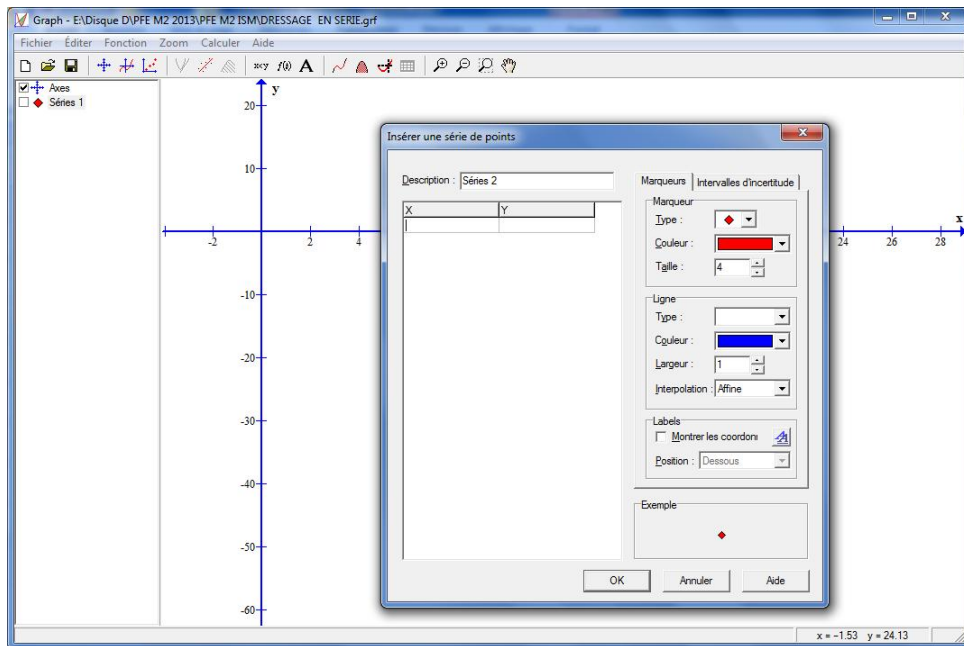 Graph - E:\Disque D\PFE M2 2013\PFE M2 ISM\DRESSAGE EN SERIE.grf
Fichier Éditer Fonction Zoom Calculer Aide
Axes
Séries 1
y
20
10
-10
-20
-30
-40
-50
-60
-2 2 4 24 26 28
x
Insérer une série de points
Description : Séries 2
X Y
Marqueurs Intervalles d'incertitude
Marqueur
Type :
Couleur :
Taille : 4
Ligne
Type :
Couleur :
Largeur : 1
Interpolation : Affine
Labels
Montrer les coordoni
Position : Dessous
Exemple
OK Annuler Aide
x = -1.53 y = 24.13